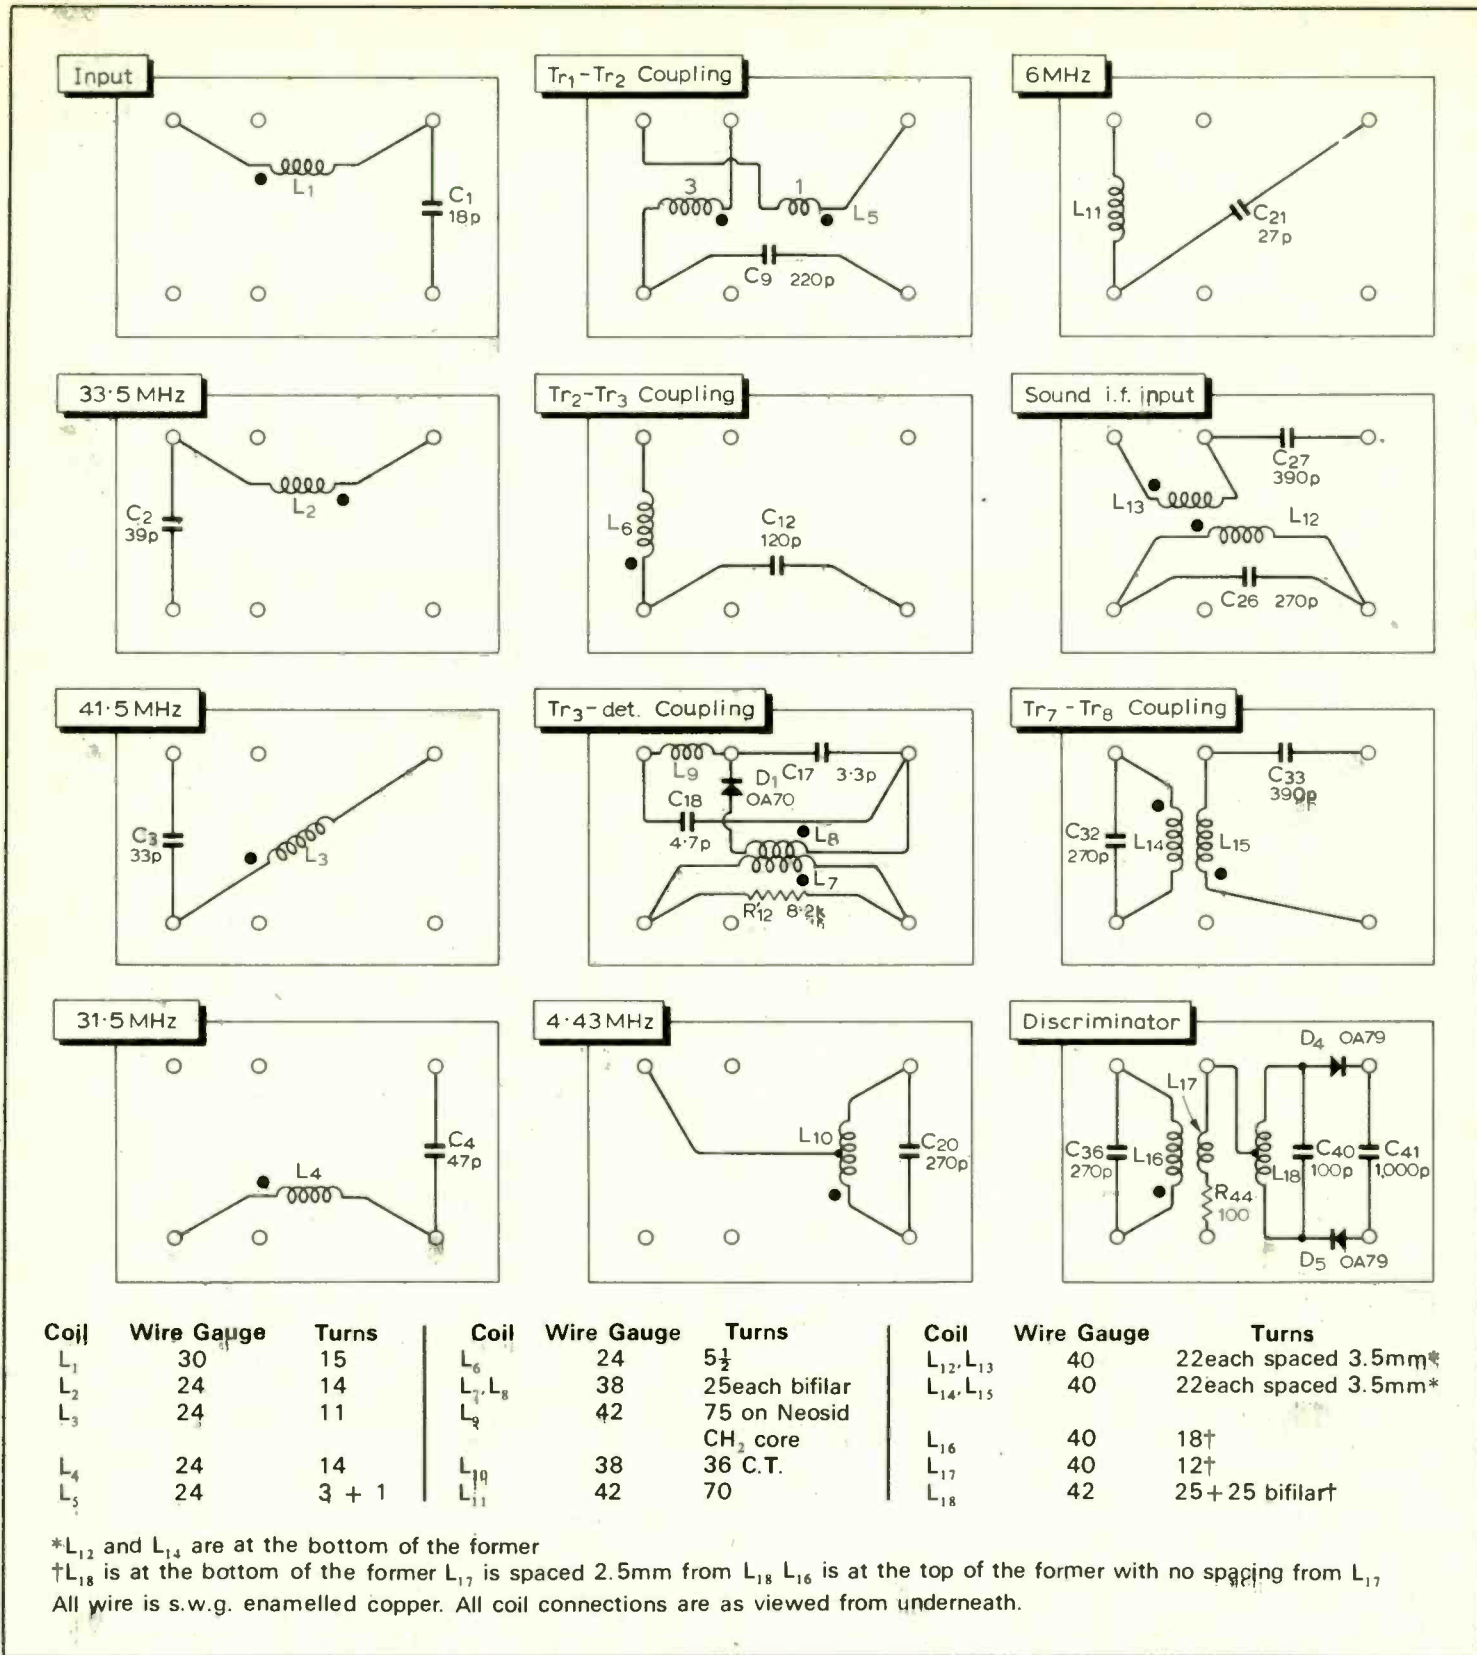 Input
L1
C1
18p
Tr1-Tr2 Coupling
3
1
L5
C9 220p
6MHz
L11
C21
27p
33·5MHz
C2
39p
L2
Tr2-Tr3 Coupling
L6
C12
120p
Sound i.f. input
C27
390p
L13
L12
C26 270p
41·5MHz
C3
33p
L3
Tr3-det. Coupling
L9
D1
OA70
C17 3·3p
C18
4·7p
L8
L7
R12 8·2k
Tr7-Tr8 Coupling
C33
390p
C32
270p
L14
L15
31·5MHz
L4
C4
47p
4·43MHz
L10
C20
270p
Discriminator
D4 OA79
L17
C36
270p
L16
R44
100
L18
C40
100p
C41
1,000p
D5 OA79
Coil Wire Gauge Turns
L1 30 15
L2 24 14
L3 24 11
L4 24 14
L5 24 3 + 1
Coil Wire Gauge Turns
L6 24 5½
L7, L8 38 25each bifilar
L9 42 75 on Neosid
CH2 core
L10 38 36 C.T.
L11 42 70
Coil Wire Gauge Turns
L12, L13 40 22each spaced 3.5mm*
L14, L15 40 22each spaced 3.5mm*
L16 40 18†
L17 40 12†
L18 42 25+25 bifilar†
*L12 and L14 are at the bottom of the former
†L18 is at the bottom of the former L17 is spaced 2.5mm from L18 L16 is at the top of the former with no spacing from L17
All wire is s.w.g. enamelled copper. All coil connections are as viewed from underneath.